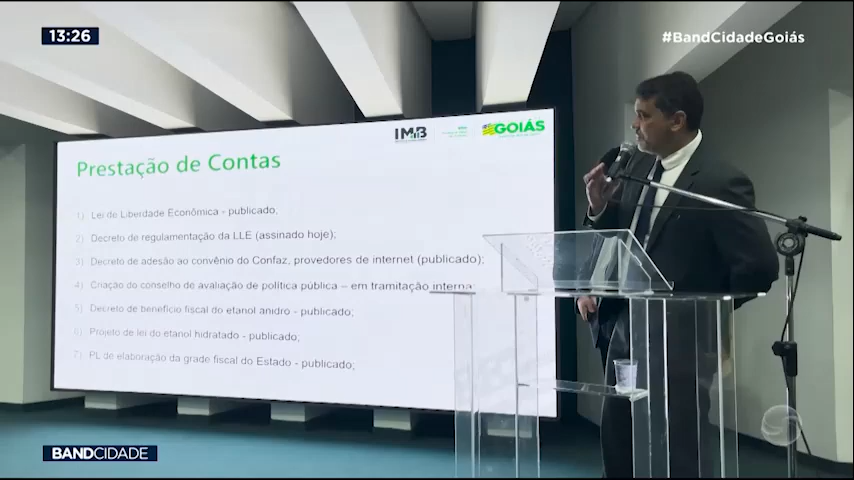 13:26
#BandCidadeGoiás
IMB
GOIÁS
Prestação de Contas
1) Lei de Liberdade Econômica - publicado;
2) Decreto de regulamentação da LLE (assinado hoje);
3) Decreto de adesão ao convênio do Confaz, provedores de internet (publicado);
4) Criação do conselho de avaliação de política pública – em tramitação interna
5) Decreto de benefício fiscal do etanol anidro - publicado;
6) Projeto de lei do etanol hidratado - publicado;
7) PL de elaboração da grade fiscal do Estado - publicado;
BANDCIDADE